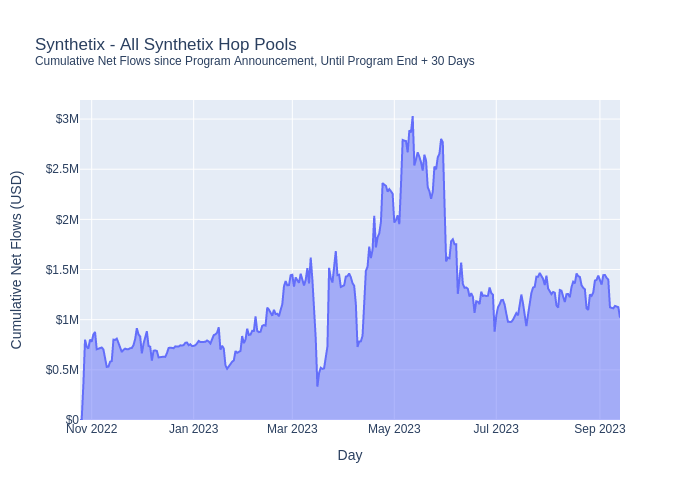 Synthetix - All Synthetix Hop Pools
Cumulative Net Flows since Program Announcement, Until Program End + 30 Days
$3M
$2.5M
$2M
$1.5M
$1M
$0.5M
$0
Cumulative Net Flows (USD)
Nov 2022 Jan 2023 Mar 2023 May 2023 Jul 2023 Sep 2023
Day